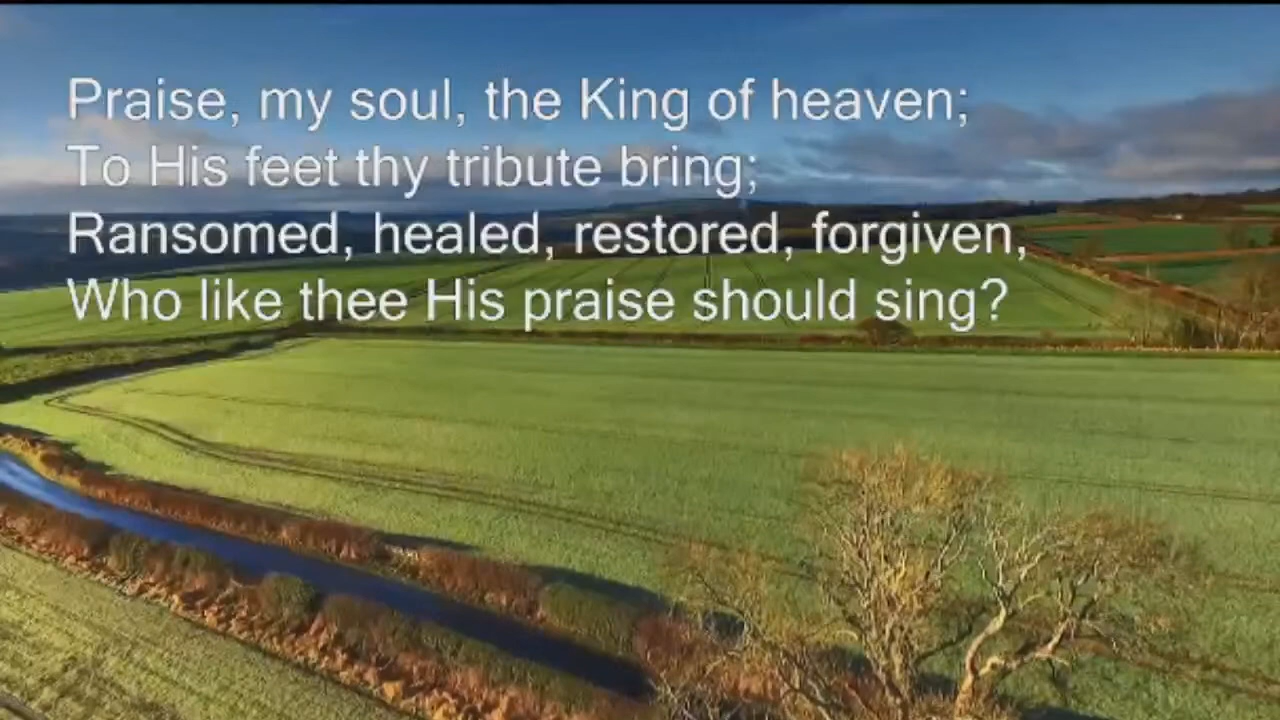 Praise, my soul, the King of heaven;
To His feet thy tribute bring;
Ransomed, healed, restored, forgiven,
Who like thee His praise should sing?